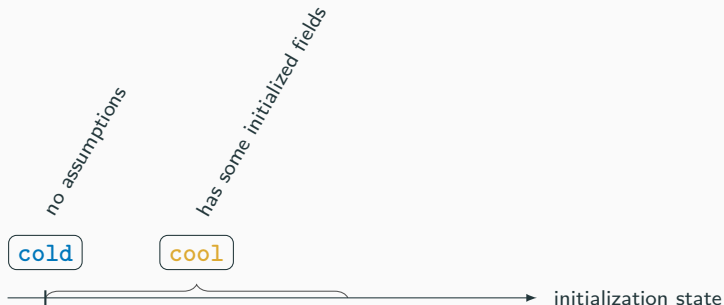 no assumptions
has some initialized fields
cold
cool
initialization state